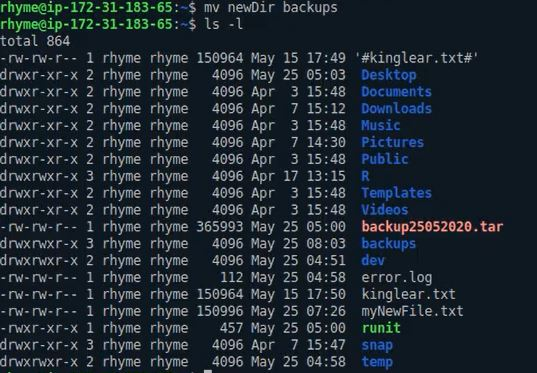 rhyme@ip-172-31-183-65:~$ mv newDir backups
rhyme@ip-172-31-183-65:~$ ls -l
total 864
-rw-rw-r-- 1 rhyme rhyme 150964 May 15 17:49 '#kinglear.txt#'
drwxr-xr-x 2 rhyme rhyme 4096 May 25 05:03 Desktop
drwxr-xr-x 2 rhyme rhyme 4096 Apr 3 15:48 Documents
drwxr-xr-x 2 rhyme rhyme 4096 Apr 7 15:12 Downloads
drwxr-xr-x 2 rhyme rhyme 4096 Apr 3 15:48 Music
drwxr-xr-x 2 rhyme rhyme 4096 Apr 7 14:30 Pictures
drwxr-xr-x 2 rhyme rhyme 4096 Apr 3 15:48 Public
drwxrwxr-x 3 rhyme rhyme 4096 Apr 17 13:15 R
drwxr-xr-x 2 rhyme rhyme 4096 Apr 3 15:48 Templates
drwxr-xr-x 2 rhyme rhyme 4096 Apr 3 15:48 Videos
-rw-rw-r-- 1 rhyme rhyme 365993 May 25 05:00 backup25052020.tar
drwxrwxr-x 3 rhyme rhyme 4096 May 25 08:03 backups
drwxrwxr-x 2 rhyme rhyme 4096 May 25 04:51 dev
-rw-rw-r-- 1 rhyme rhyme 112 May 25 04:58 error.log
-rw-rw-r-- 1 rhyme rhyme 150964 May 15 17:50 kinglear.txt
-rw-rw-r-- 1 rhyme rhyme 150996 May 25 07:26 myNewFile.txt
-rwxr-xr-x 1 rhyme rhyme 457 May 25 05:00 runit
drwxr-xr-x 3 rhyme rhyme 4096 Apr 7 15:47 snap
drwxrwxr-x 2 rhyme rhyme 4096 May 25 04:58 temp